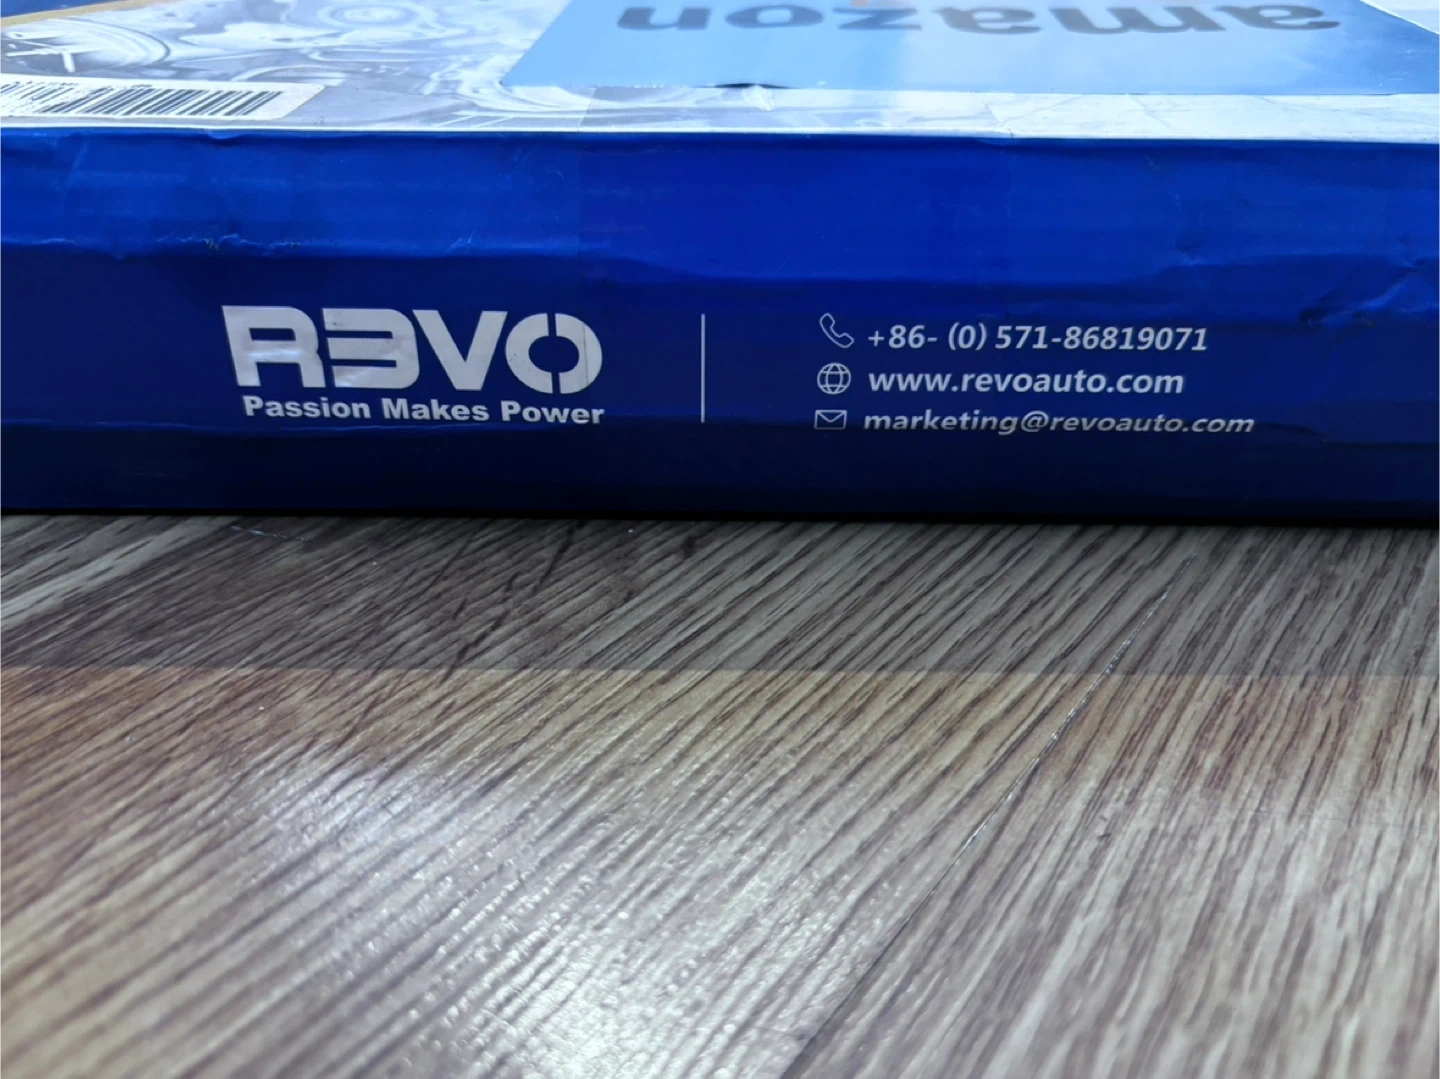 amazon
R3VO
Passion Makes Power
+86- (0) 571-86819071
www.revoauto.com
marketing@revoauto.com